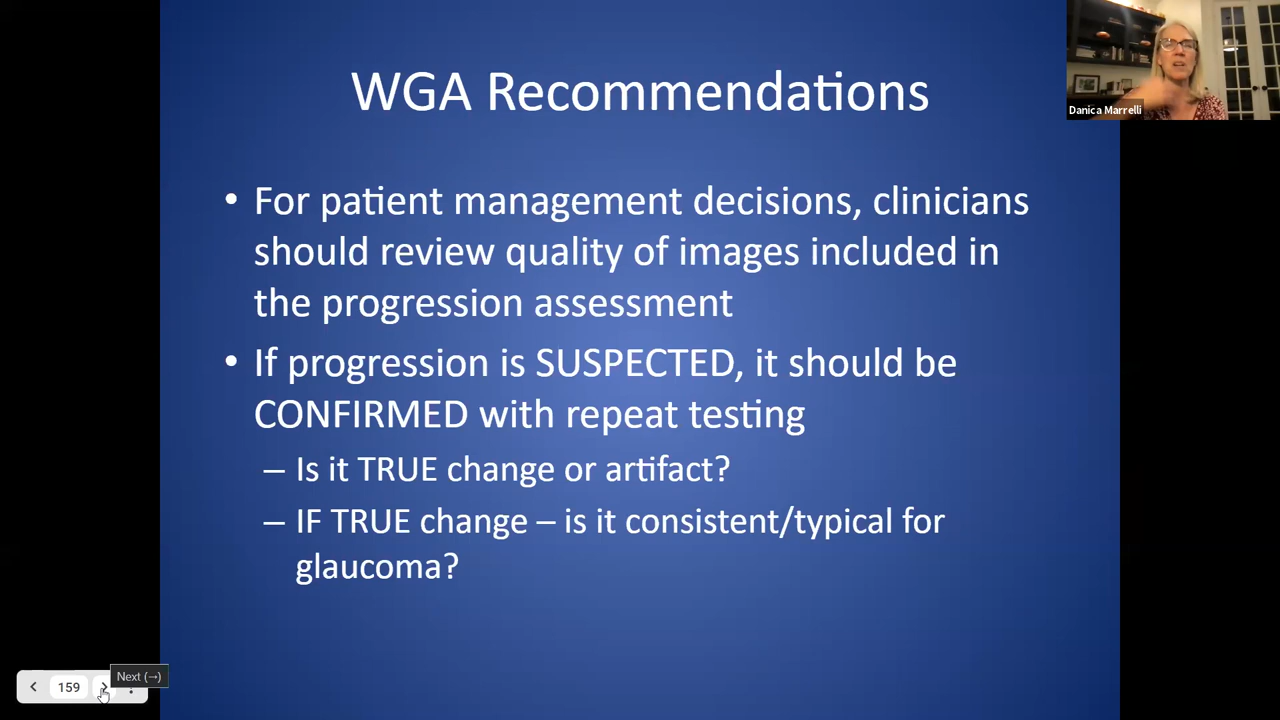 WGA Recommendations
Danica Marrelli
• For patient management decisions, clinicians
should review quality of images included in
the progression assessment
• If progression is SUSPECTED, it should be
CONFIRMED with repeat testing
– Is it TRUE change or artifact?
– IF TRUE change – is it consistent/typical for
glaucoma?
Next (→)
159